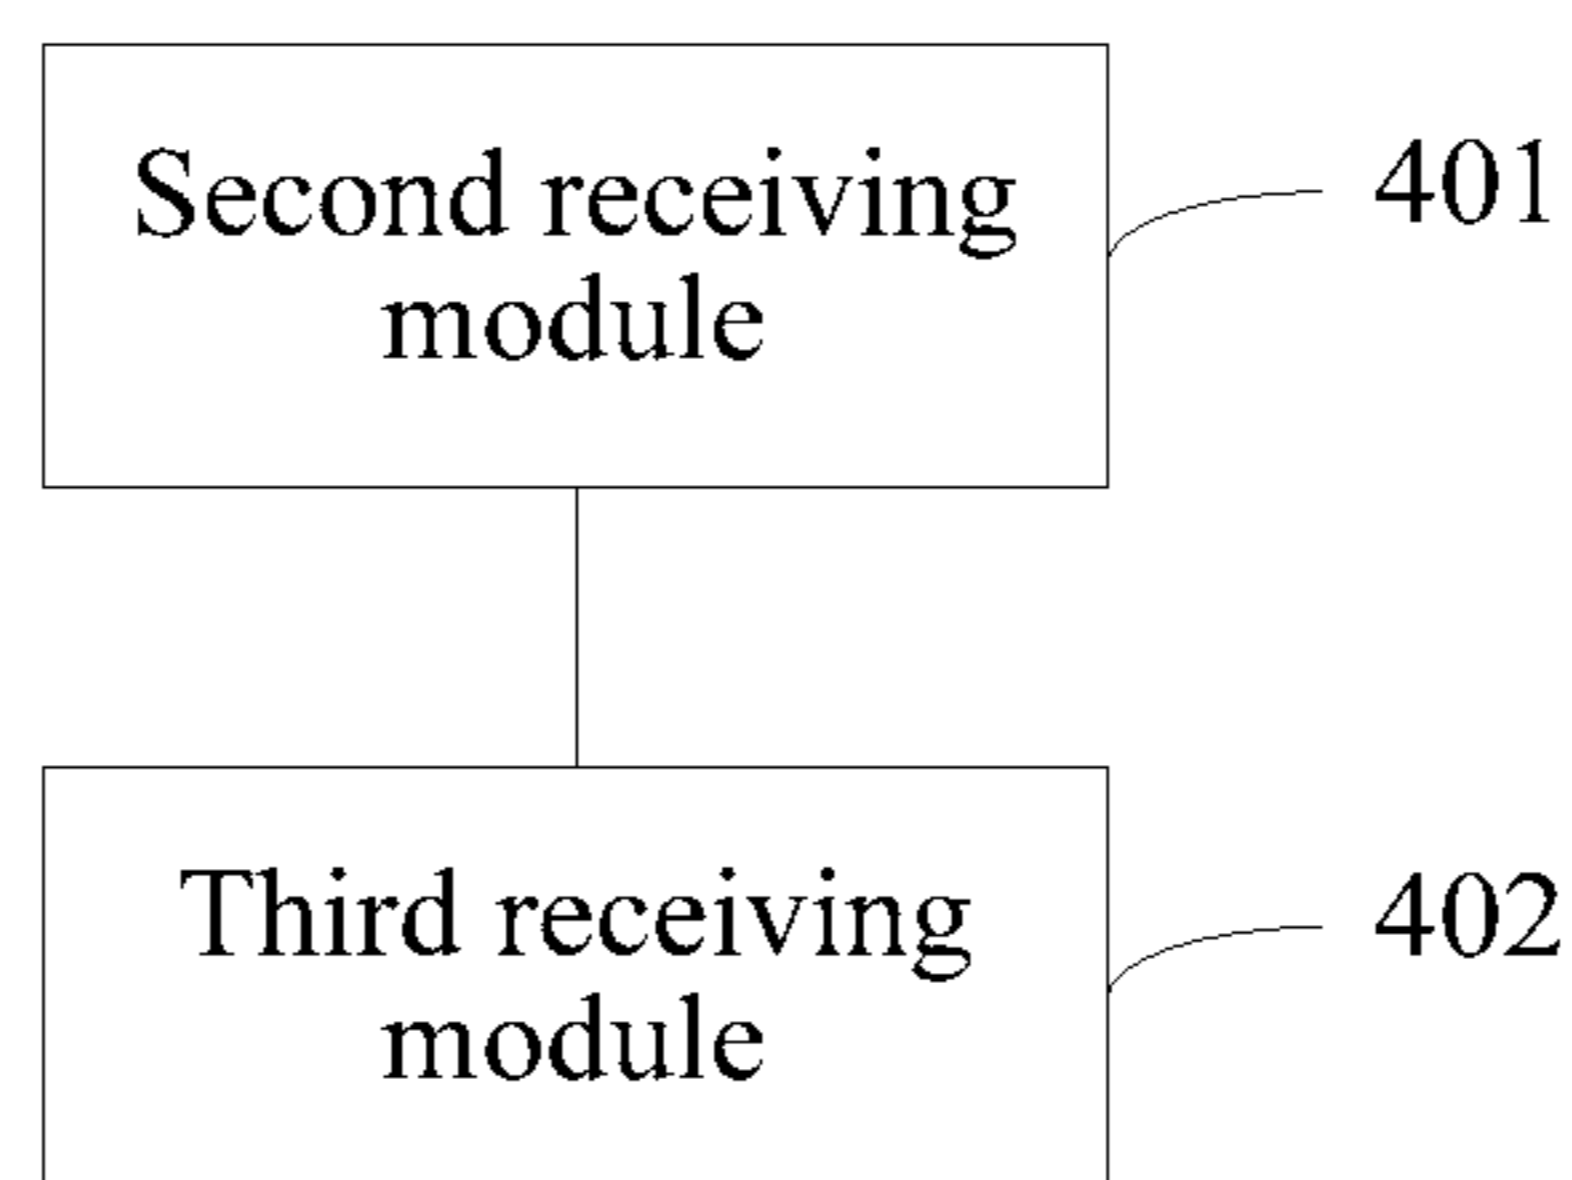 Second receiving
module
401
Third receiving
module
402